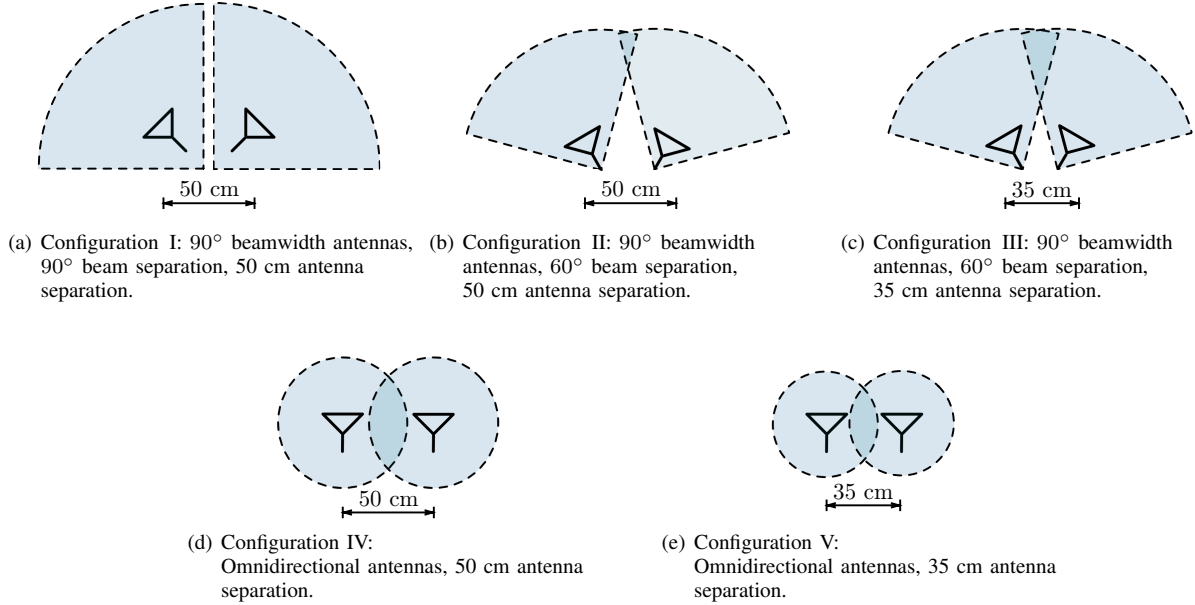 50 cm
50 cm
35 cm
(a) Configuration I: 90° beamwidth antennas,
90° beam separation, 50 cm antenna
separation.
(b) Configuration II: 90° beamwidth
antennas, 60° beam separation,
50 cm antenna separation.
(c) Configuration III: 90° beamwidth
antennas, 60° beam separation,
35 cm antenna separation.
50 cm
35 cm
(d) Configuration IV:
Omnidirectional antennas, 50 cm antenna
separation.
(e) Configuration V:
Omnidirectional antennas, 35 cm antenna
separation.